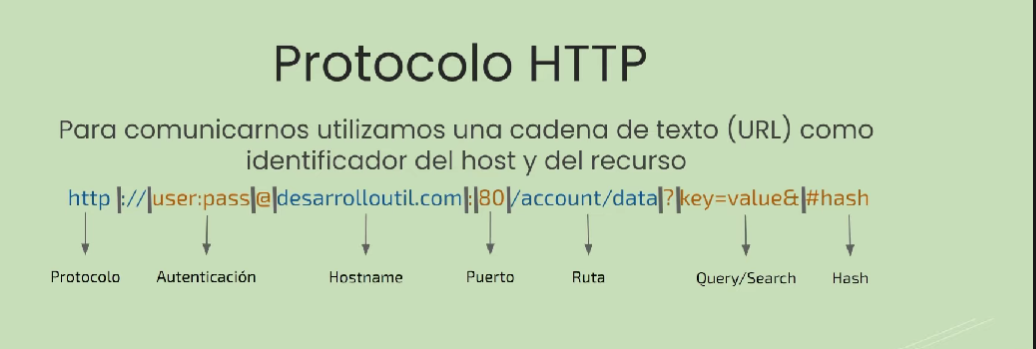 Protocolo HTTP
Para comunicarnos utilizamos una cadena de texto (URL) como
identificador del host y del recurso
http |://|user:pass|@|desarrolloutil.com|:|80|/account/data|?|key=value&|#hash
Protocolo Autenticación Hostname Puerto Ruta Query/Search Hash